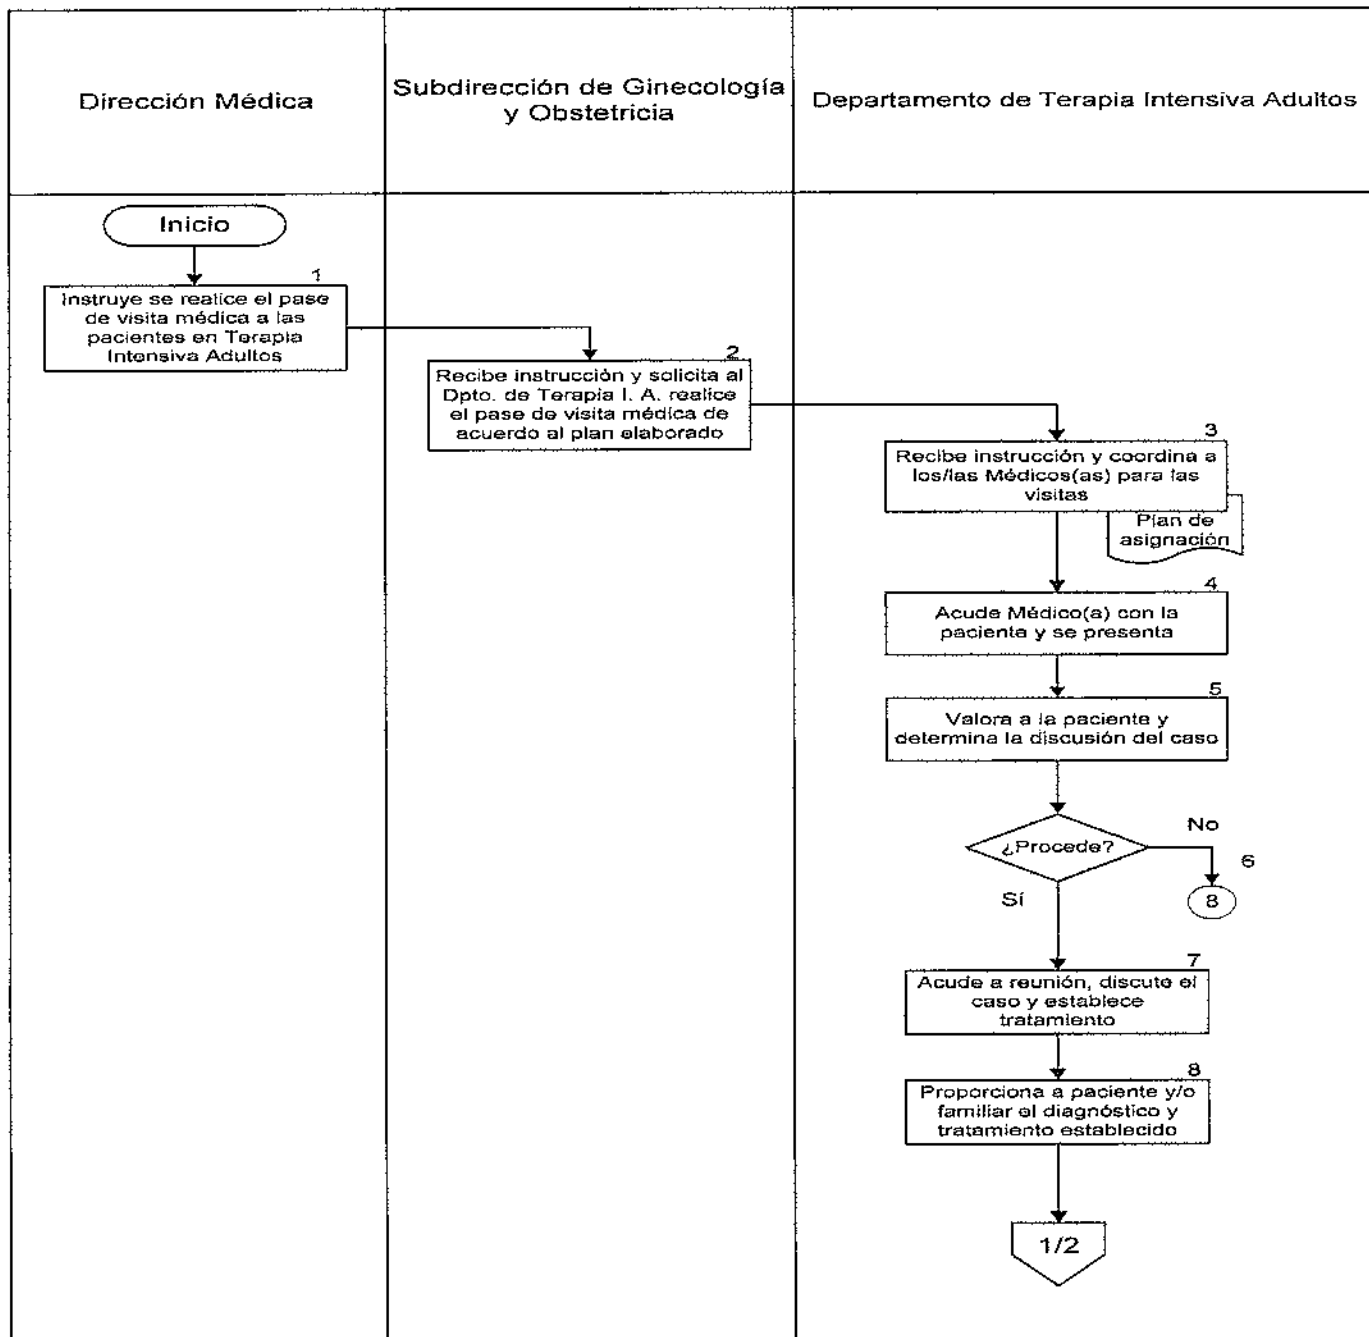 Dirección Médica
Subdirección de Ginecología
y Obstetricia
Departamento de Terapia Intensiva Adultos
Inicio
1
Instruye se realice el pase
de visita médica a las
pacientes en Terapia
Intensiva Adultos
2
Recibe instrucción y solicita al
Dpto. de Terapia I. A. realice
el pase de visita médica de
acuerdo al plan elaborado
3
Recibe instrucción y coordina a
los/las Médicos(as) para las
visitas
Plan de
asignación
4
Acude Médico(a) con la
paciente y se presenta
5
Valora a la paciente y
determina la discusión del caso
¿Procede?
No
6
8
Sí
7
Acude a reunión, discute el
caso y establece
tratamiento
8
Proporciona a paciente y/o
familiar el diagnóstico y
tratamiento establecido
1/2